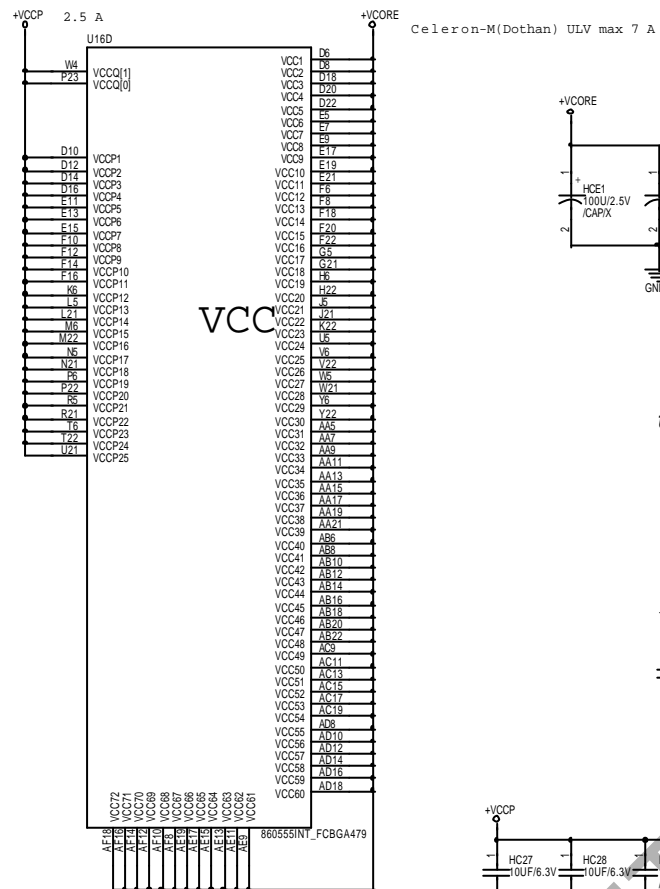 +VCCP
2.5 A
+VCORE
Celeron-M(Dothan) ULV max 7 A
U16D
W4 VCCQ[1]
P23 VCCQ[0]
D10 VCCP1
D12 VCCP2
D14 VCCP3
D16 VCCP4
E11 VCCP5
E13 VCCP6
E15 VCCP7
F10 VCCP8
F12 VCCP9
F14 VCCP10
F16 VCCP11
K6 VCCP12
L5 VCCP13
L21 VCCP14
M6 VCCP15
M22 VCCP16
N5 VCCP17
N21 VCCP18
P6 VCCP19
P22 VCCP20
R5 VCCP21
R21 VCCP22
T6 VCCP23
T22 VCCP24
U21 VCCP25
VCC
VCC1 D6
VCC2 D8
VCC3 D18
VCC4 D20
VCC5 D22
VCC6 E5
VCC7 E7
VCC8 E9
VCC9 E17
VCC10 E19
VCC11 E21
VCC12 F6
VCC13 F8
VCC14 F18
VCC15 F20
VCC16 F22
VCC17 G5
VCC18 G21
VCC19 H6
VCC20 H22
VCC21 J5
VCC22 J21
VCC23 K22
VCC24 U5
VCC25 V6
VCC26 V22
VCC27 W5
VCC28 W21
VCC29 Y6
VCC30 Y22
VCC31 AA5
VCC32 AA7
VCC33 AA9
VCC34 AA11
VCC35 AA13
VCC36 AA15
VCC37 AA17
VCC38 AA19
VCC39 AA21
VCC40 AB6
VCC41 AB8
VCC42 AB10
VCC43 AB12
VCC44 AB14
VCC45 AB16
VCC46 AB18
VCC47 AB20
VCC48 AB22
VCC49 AC9
VCC50 AC11
VCC51 AC13
VCC52 AC15
VCC53 AC17
VCC54 AC19
VCC55 AD8
VCC56 AD10
VCC57 AD12
VCC58 AD14
VCC59 AD16
VCC60 AD18
VCC72 AF18
VCC71 AF16
VCC70 AF14
VCC69 AF12
VCC68 AF10
VCC67 AF8
VCC66 AE19
VCC65 AE17
VCC64 AE15
VCC63 AE13
VCC62 AE11
VCC61 AE9
860555INT_FCBGA479
+VCORE
1
1
+
HCE1
100U/2.5V
/CAP/X
2
2
+VCCP
1
1
HC27
10UF/6.3V
HC28
10UF/6.3V